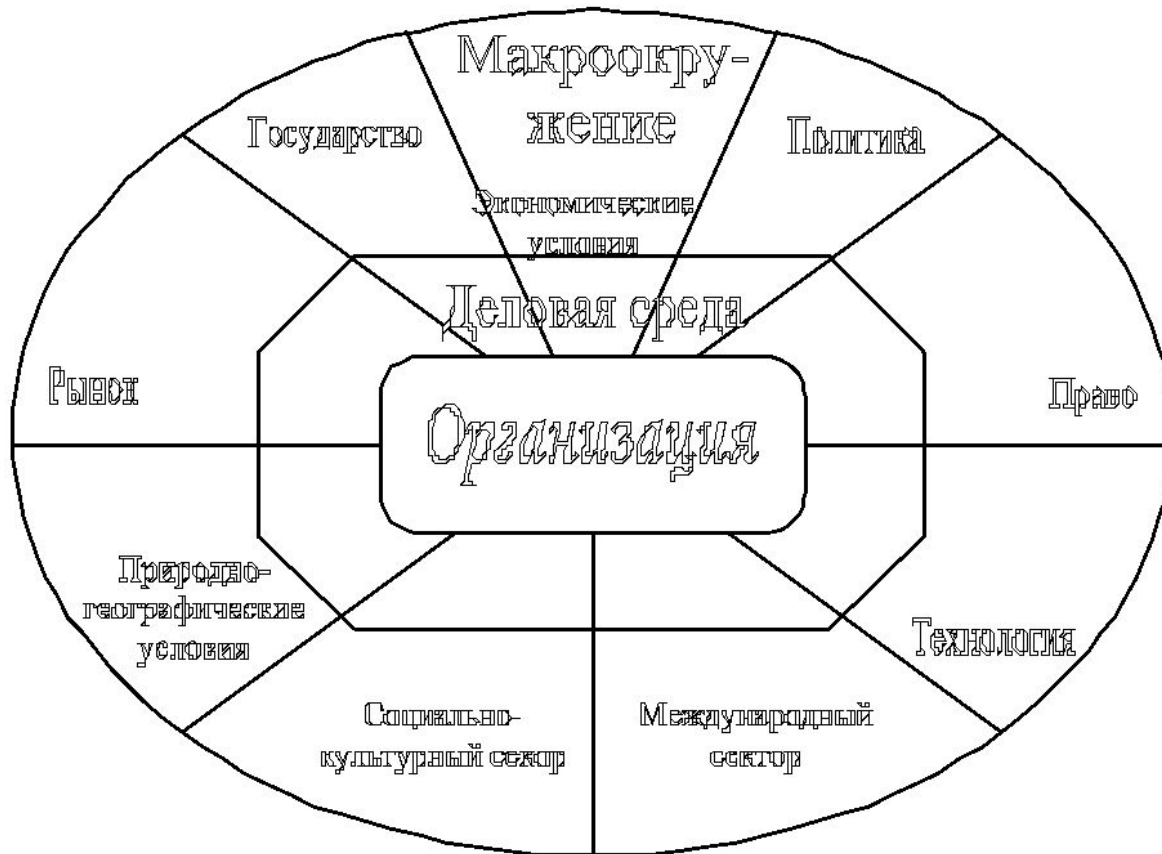 Макроокру-
жение
Государство
Политика
Экономические
условия
Деловая среда
Рынок
Право
Организация
Природно-
географические
условия
Технология
Социально-
культурный секор
Международный
сектор